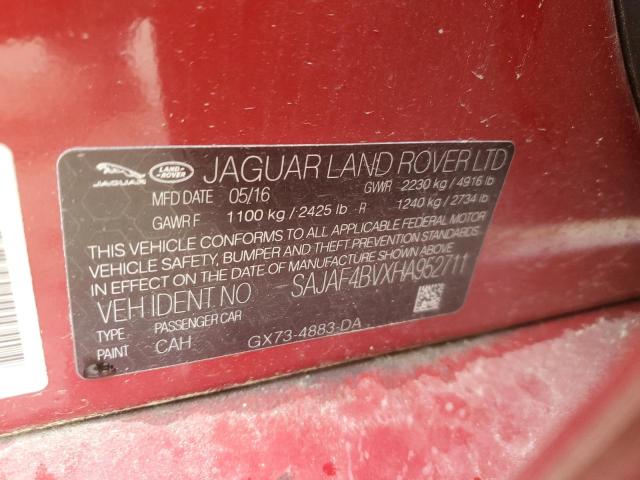 JAGUAR
LAND ROVER
JAGUAR LAND ROVER LTD
MFD DATE 05/16 GVWR 2230 kg / 4916 lb
GAWR F 1100 kg / 2425 lb - R 1240 kg / 2734 lb
THIS VEHICLE CONFORMS TO ALL APPLICABLE FEDERAL MOTOR
VEHICLE SAFETY, BUMPER AND THEFT PREVENTION STANDARDS
IN EFFECT ON THE DATE OF MANUFACTURE SHOWN ABOVE
VEH IDENT NO SAJAF4BVXHA952711
TYPE PASSENGER CAR
PAINT CAH GX73-4883-DA